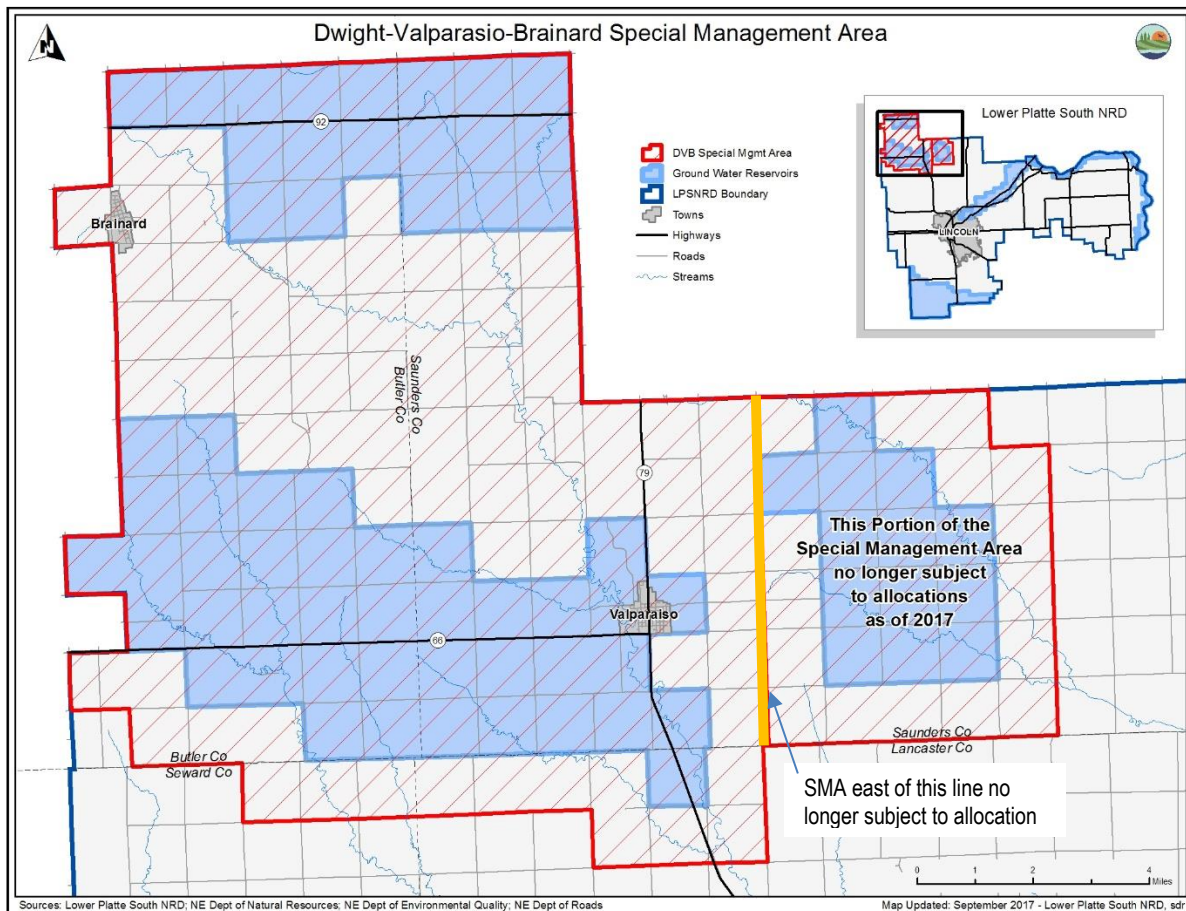 Dwight-Valparasio-Brainard Special Management Area
N
92
Lower Platte South NRD
LINCOLN
DVB Special Mgmt Area
Ground Water Reservoirs
LPSNRD Boundary
Towns
Highways
Roads
Streams
Brainard
Saunders Co
Butler Co
79
This Portion of the
Special Management Area
no longer subject
to allocations
as of 2017
Valparaiso
66
Saunders Co
Lancaster Co
Butler Co
Seward Co
SMA east of this line no
longer subject to allocation
0 1 2 4
Miles
Sources: Lower Platte South NRD; NE Dept of Natural Resources; NE Dept of Environmental Quality; NE Dept of Roads
Map Updated: September 2017 - Lower Platte South NRD, sdr